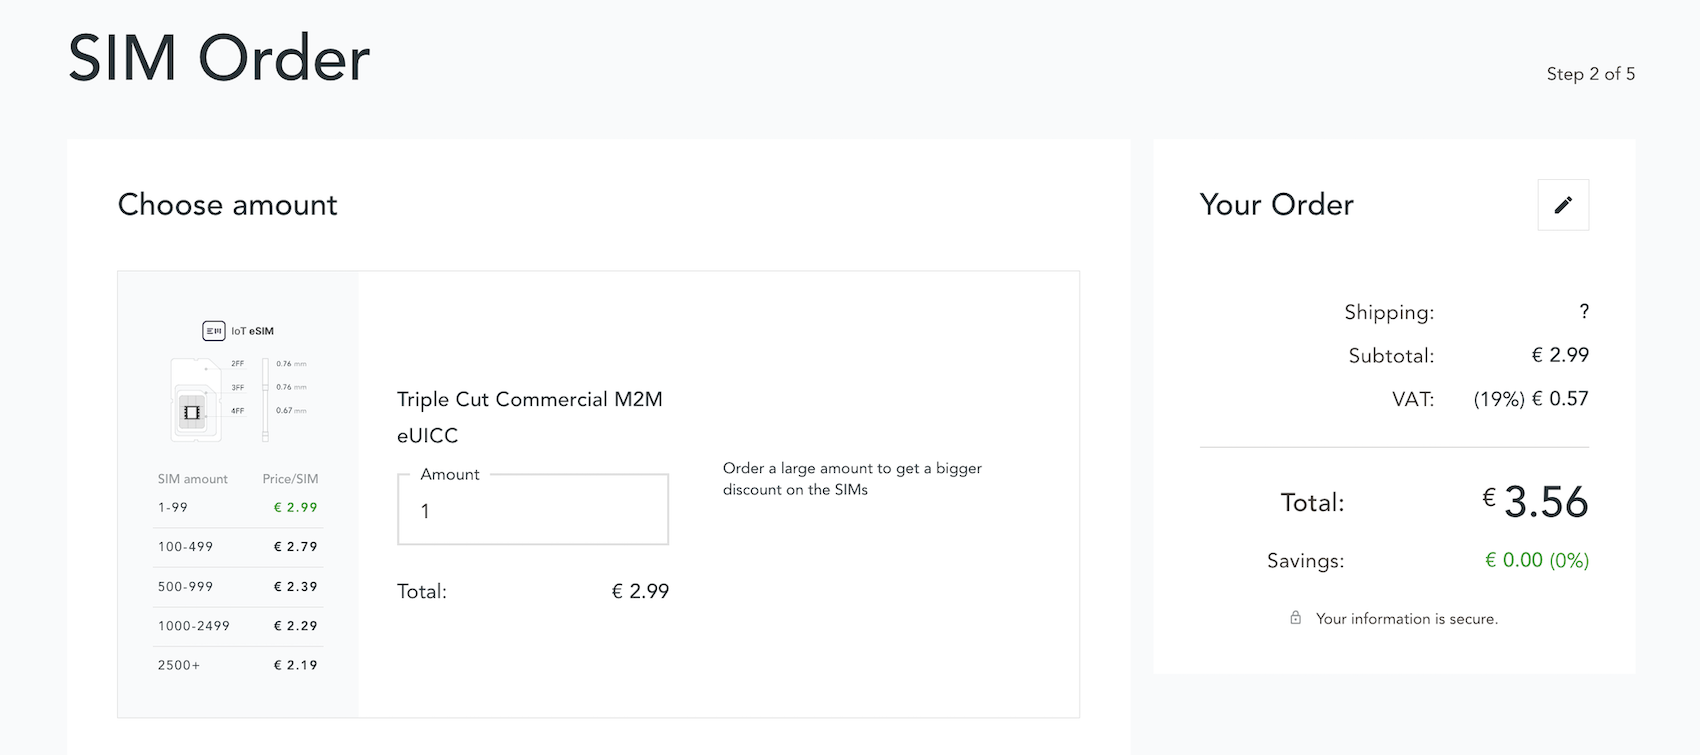 SIM Order
Step 2 of 5
Choose amount
IoT eSIM
2FF 0.76 mm
3FF 0.76 mm
4FF 0.67 mm
SIM amount Price/SIM
1-99 € 2.99
100-499 € 2.79
500-999 € 2.39
1000-2499 € 2.29
2500+ € 2.19
Triple Cut Commercial M2M
eUICC
Amount
1
Total: € 2.99
Order a large amount to get a bigger
discount on the SIMs
Your Order
Shipping: ?
Subtotal: € 2.99
VAT: (19%) € 0.57
Total: € 3.56
Savings: € 0.00 (0%)
Your information is secure.